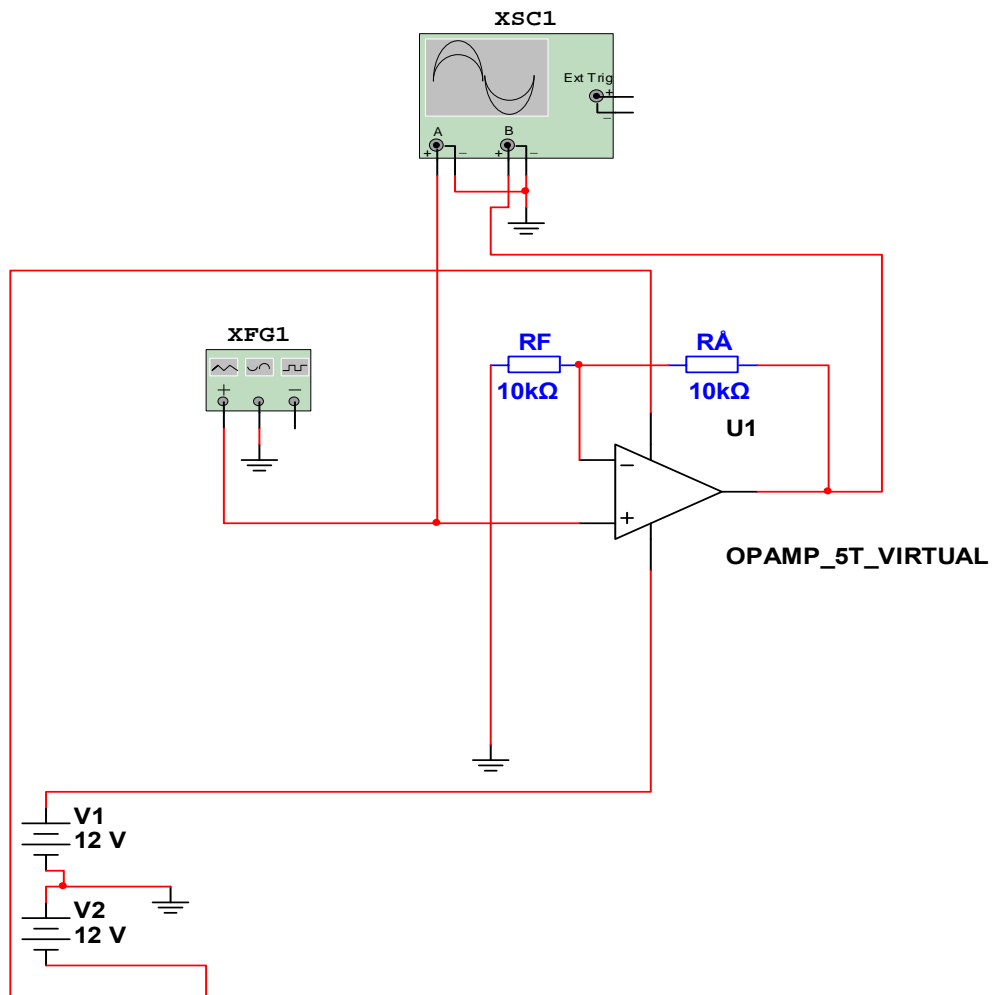 XSC1
Ext Trig
+
−
A
B
+
−
+
−
XFG1
+
−
RF
10kΩ
RÅ
10kΩ
U1
−
+
OPAMP_5T_VIRTUAL
V1
12 V
V2
12 V